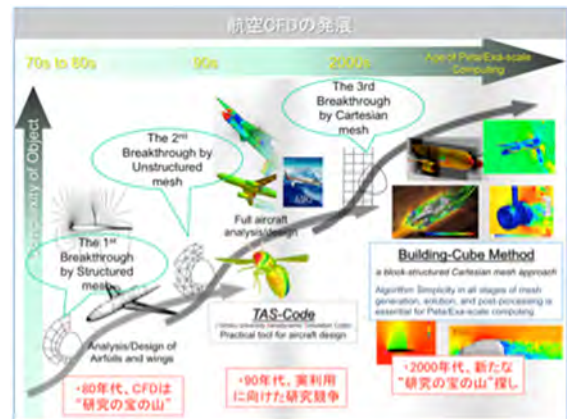 航空CFDの発展
70s to 80s
90s
2000s
Age of Peta/Exa-scale
Computing
Complexity of Object
The 3rd
Breakthrough
by Cartesian
mesh
The 2nd
Breakthrough by
Unstructured
mesh
Full aircraft
analysis/design
The 1st
Breakthrough
by Structured
mesh
Building-Cube Method
a block-structured Cartesian mesh approach
Algorithm Simplicity in all stages of mesh
generation, solution, and post-processing is
essential for Peta/Exa-scale computing
TAS-Code
Practical tool for aircraft design
Analysis/Design of
Airfoils and wings
・80年代、CFDは
“研究の宝の山”
・90年代、実利用
に向けた研究競争
・2000年代、新たな
“研究の宝の山”探し